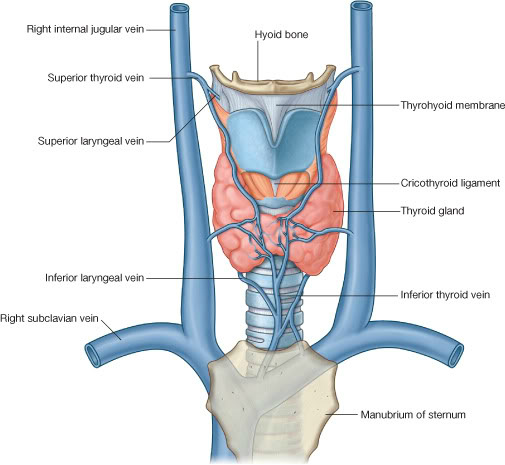 Right internal jugular vein
Hyoid bone
Superior thyroid vein
Thyrohyoid membrane
Superior laryngeal vein
Cricothyroid ligament
Thyroid gland
Inferior laryngeal vein
Inferior thyroid vein
Right subclavian vein
Manubrium of sternum